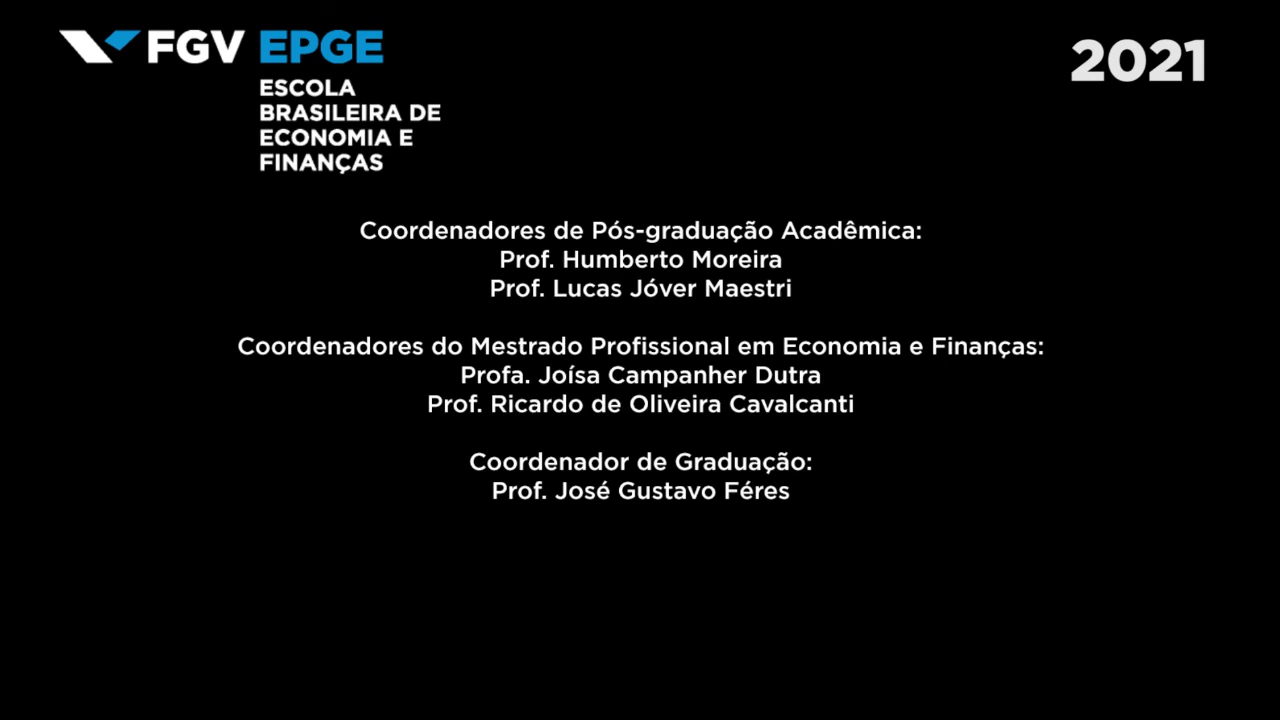 FGV EPGE
ESCOLA
BRASILEIRA DE
ECONOMIA E
FINANÇAS
2021
Coordenadores de Pós-graduação Acadêmica:
Prof. Humberto Moreira
Prof. Lucas Jóver Maestri
Coordenadores do Mestrado Profissional em Economia e Finanças:
Profa. Joísa Campanher Dutra
Prof. Ricardo de Oliveira Cavalcanti
Coordenador de Graduação:
Prof. José Gustavo Féres